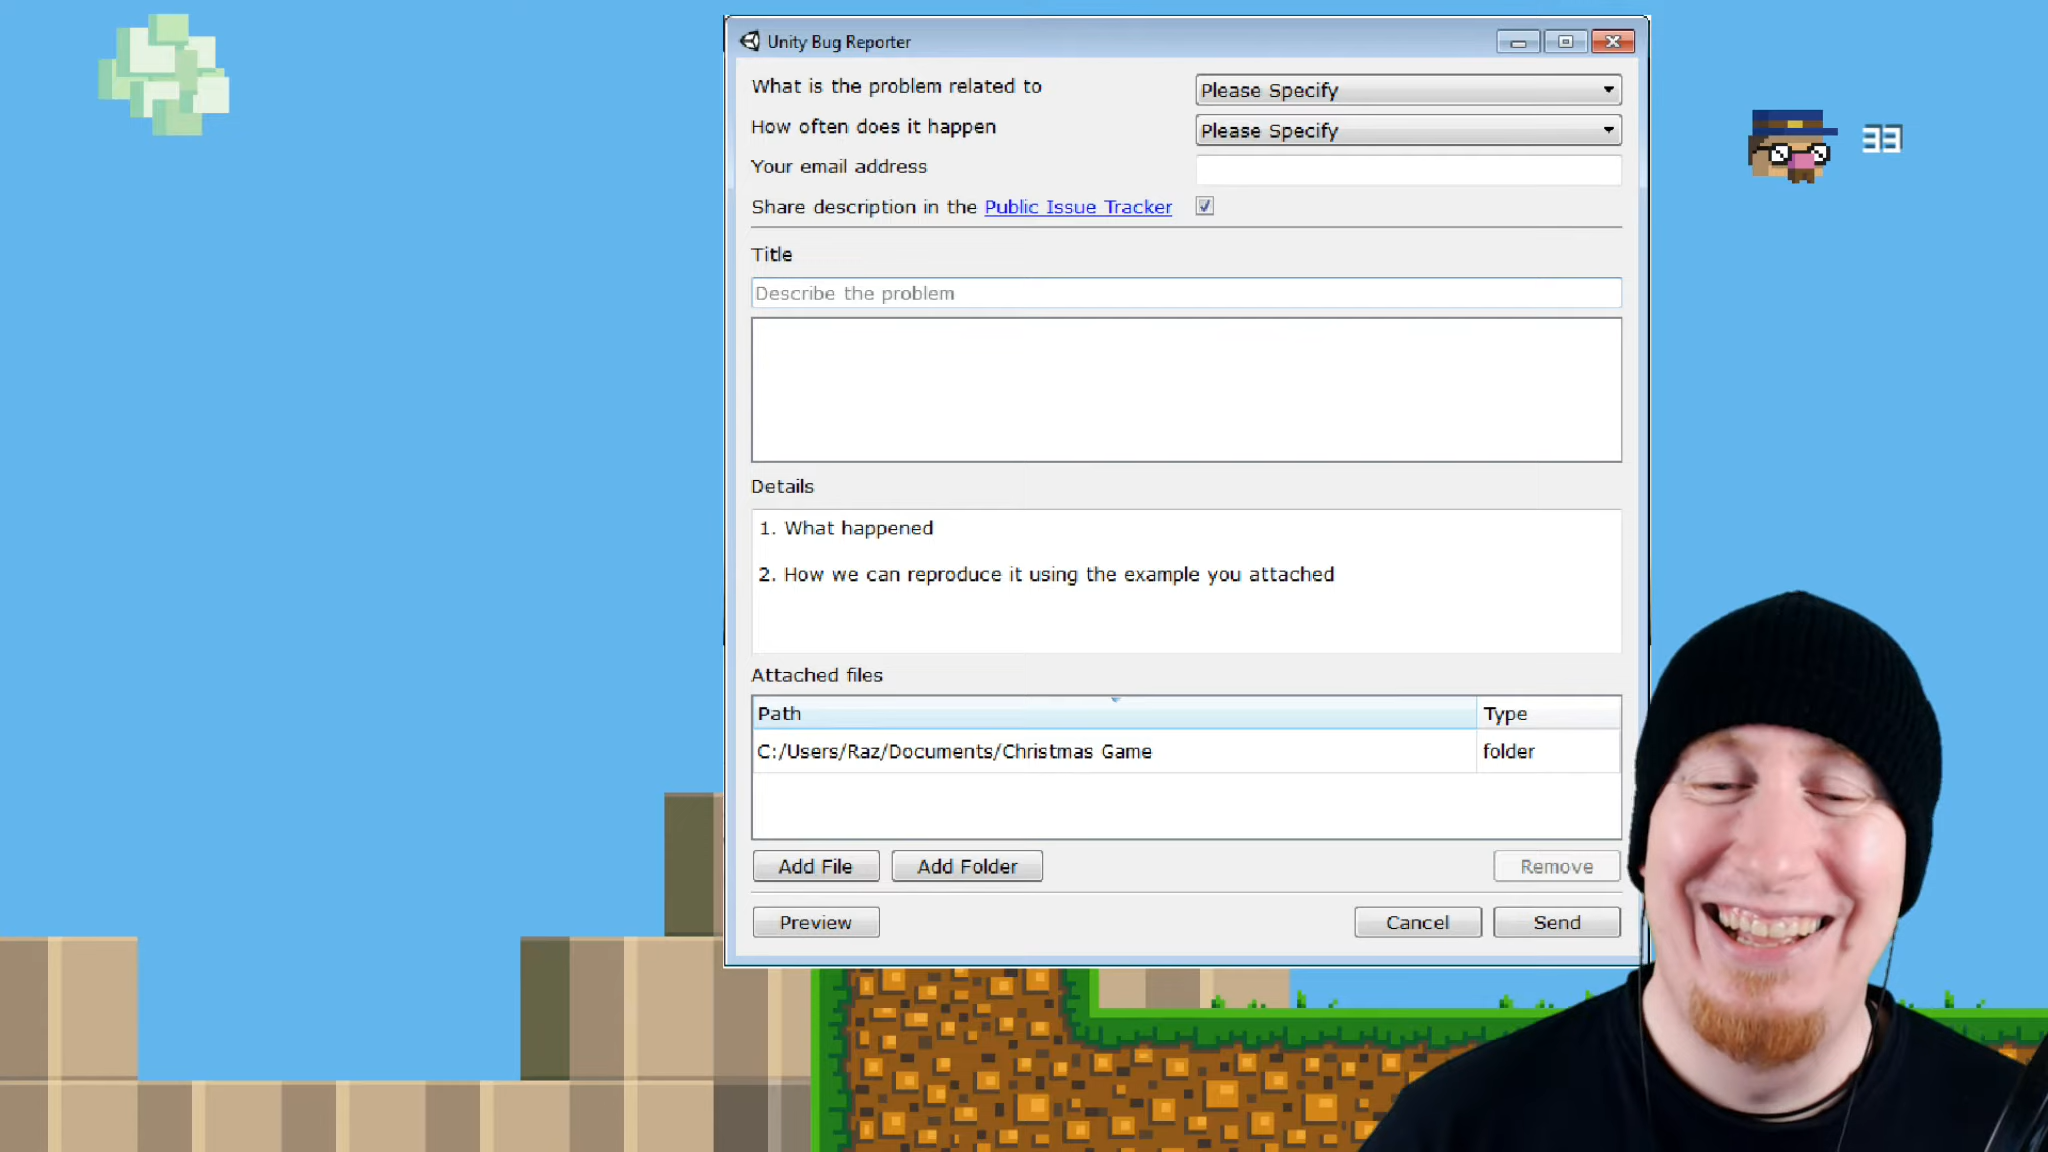 Unity Bug Reporter
What is the problem related to
Please Specify
How often does it happen
Please Specify
Your email address
Share description in the Public Issue Tracker
Title
Describe the problem
Details
1. What happened
2. How we can reproduce it using the example you attached
Attached files
Path Type
C:/Users/Raz/Documents/Christmas Game folder
Add File Add Folder Remove
Preview Cancel Send
33